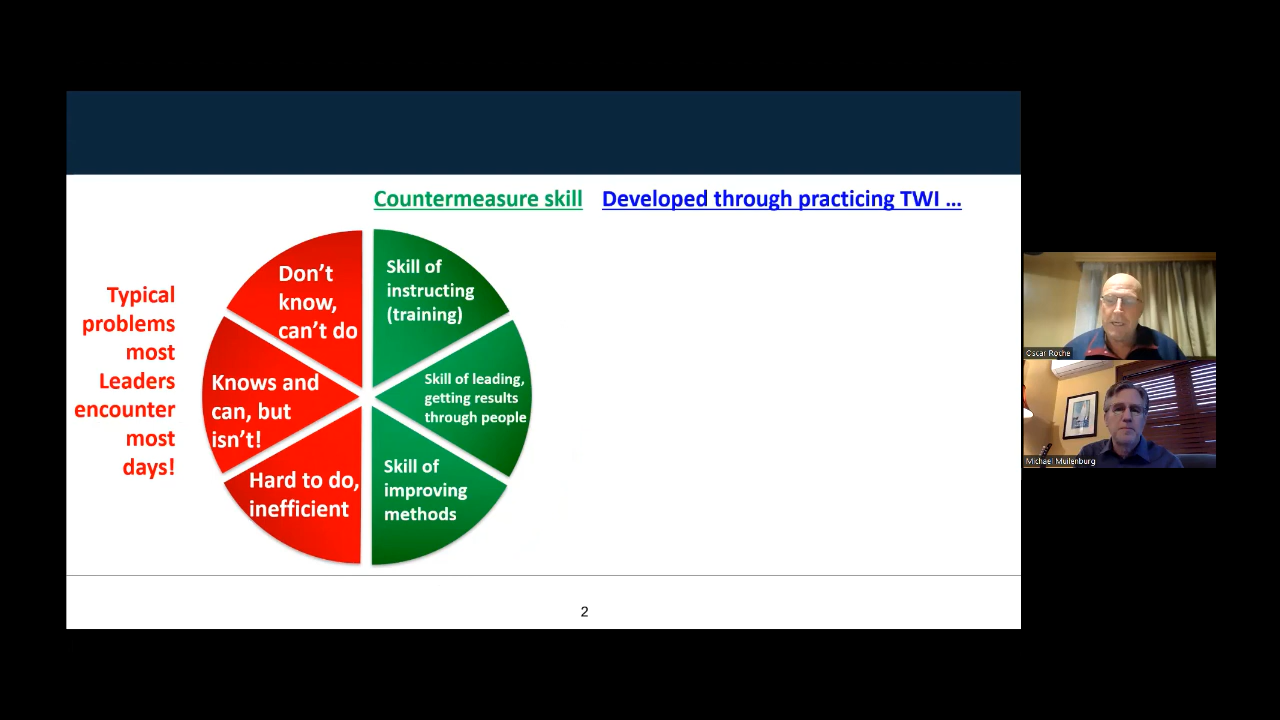 Countermeasure skill
Developed through practicing TWI ...
Typical
problems
most
Leaders
encounter
most
days!
Don't
know,
can't do
Knows and
can, but
isn't!
Hard to do,
inefficient
Skill of
instructing
(training)
Skill of leading,
getting results
through people
Skill of
improving
methods
2
Oscar Roche
Michael Muilenburg